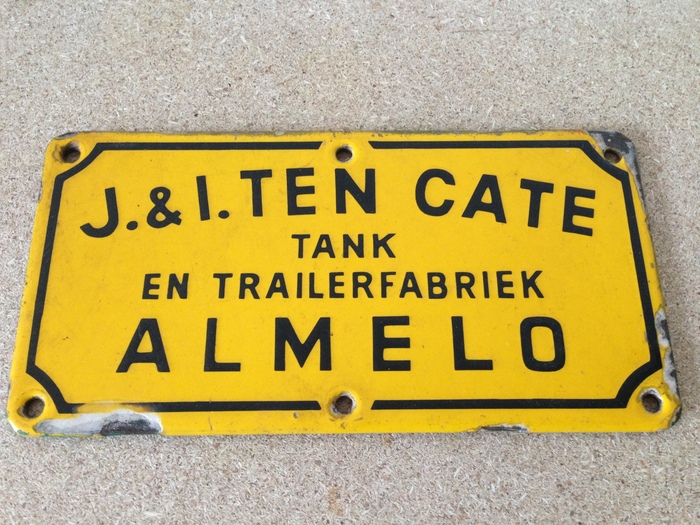 J. & I. TEN CATE
TANK
EN TRAILERFABRIEK
ALMELO